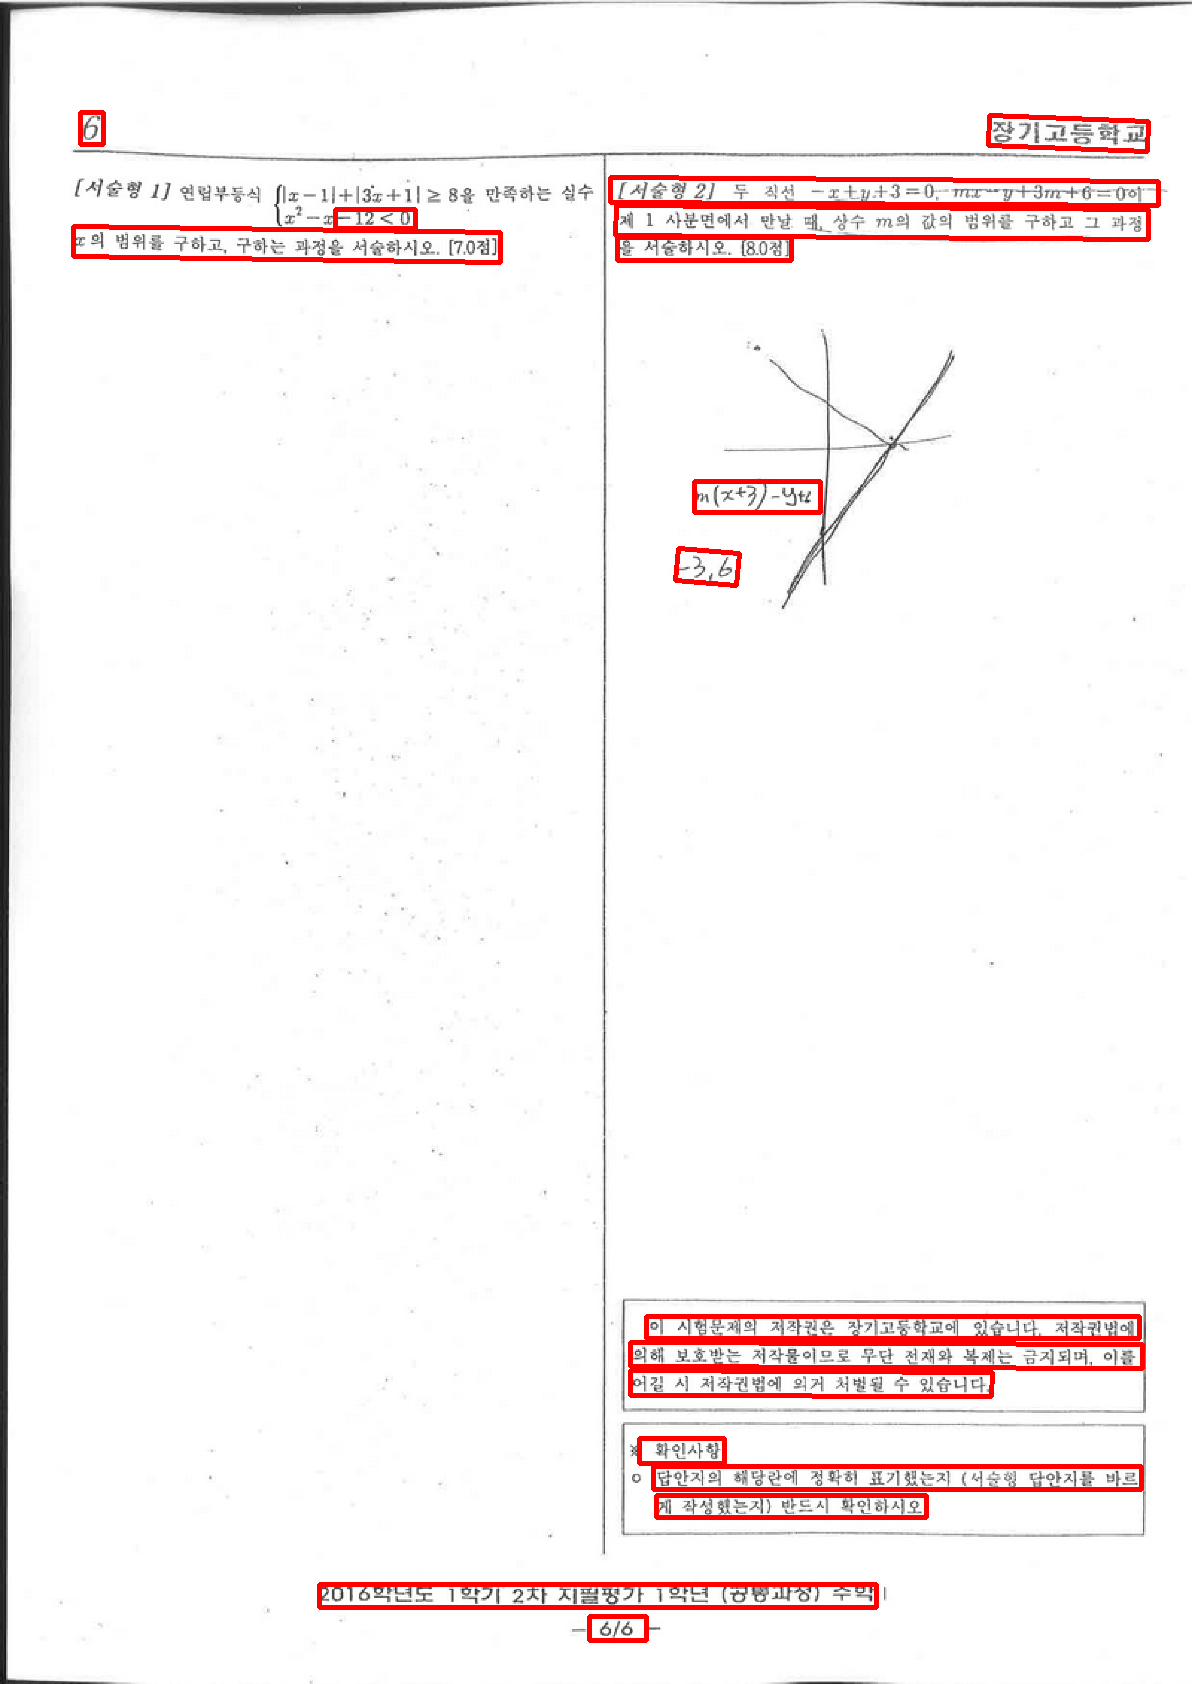 6
장기고등학교
[서술형 1] 연립부등식 {|x-1|+|3x+1| ≥ 8을 만족하는 실수
x²-x-12<0
x의 범위를 구하고, 구하는 과정을 서술하시오. [7.0점]
[서술형 2] 두 직선 -x+y+3=0, mx-y+3m+6=0이
제 1 사분면에서 만날 때, 상수 m의 값의 범위를 구하고 그 과정
을 서술하시오. [8.0점]
m(x+3)-y+6
-3,6
이 시험문제의 저작권은 장기고등학교에 있습니다. 저작권법에
의해 보호받는 저작물이므로 무단 전재와 복제는 금지되며, 이를
어길 시 저작권법에 의거 처벌될 수 있습니다.
※ 확인사항
○ 답안지의 해당란에 정확히 표기했는지 (서술형 답안지를 바르
게 작성했는지) 반드시 확인하시오
2016학년도 1학기 2차 지필평가 1학년 (공통과정) 수학Ⅰ
- 6/6 -